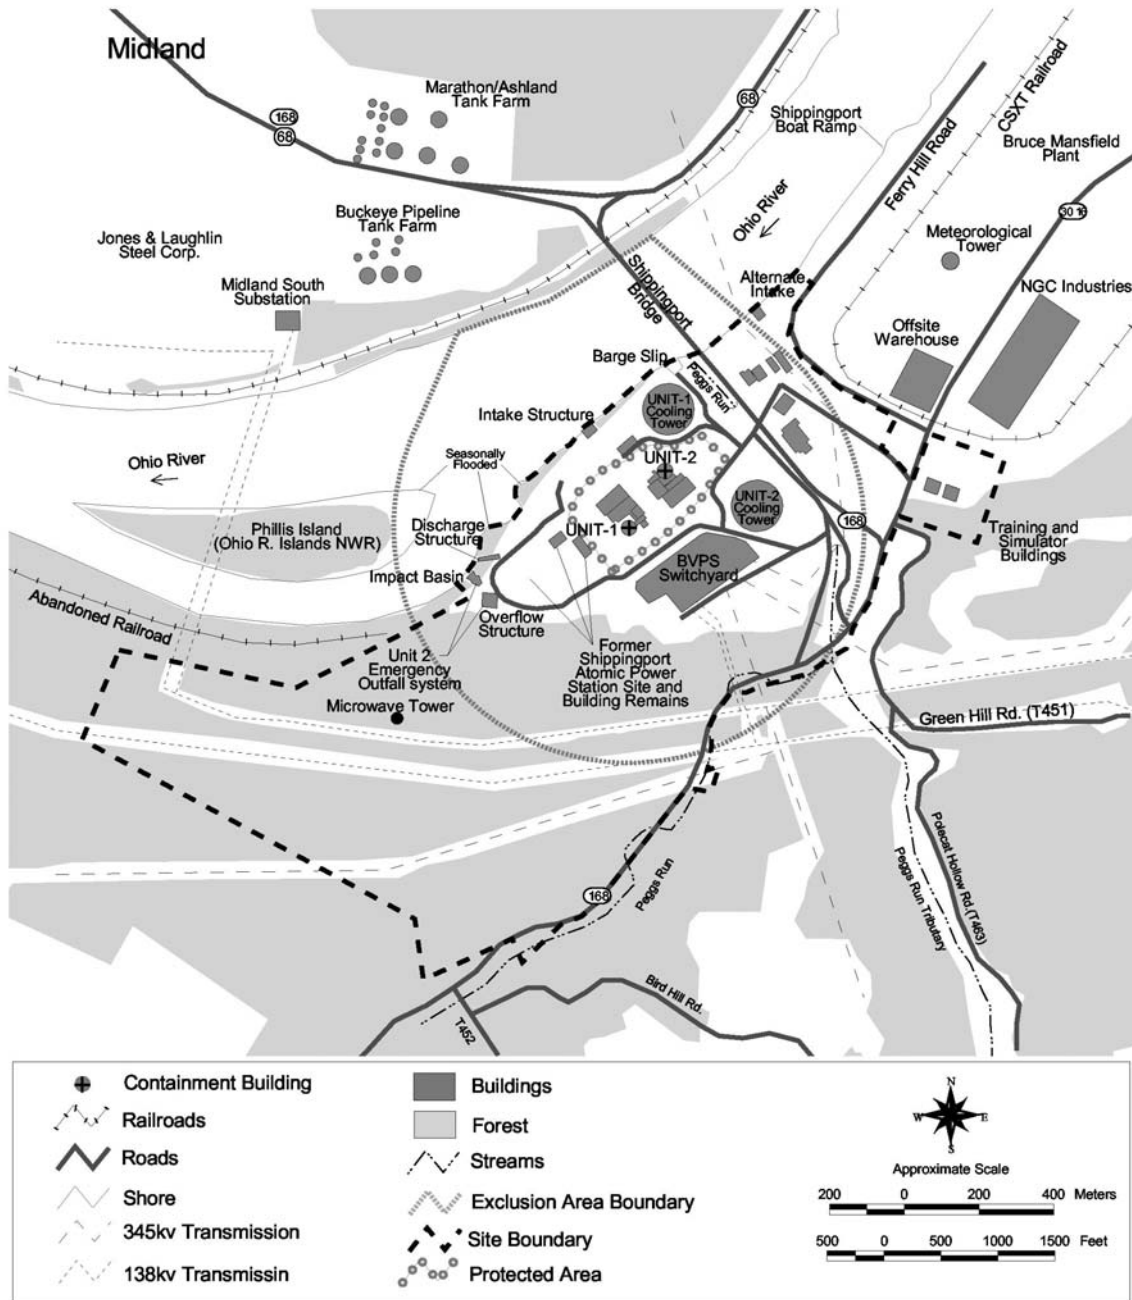 Midland
Marathon/Ashland
Tank Farm
168
68
68
Shippingport
Boat Ramp
Ferry Hill Road
CSXT Railroad
Bruce Mansfield
Plant
30 16
Ohio River
Buckeye Pipeline
Tank Farm
Jones & Laughlin
Steel Corp.
Midland South
Substation
Shippingport
Bridge
Alternate
Intake
Meteorological
Tower
NGC Industries
Offsite
Warehouse
Barge Slip
Peggs Run
UNIT-1
Cooling
Tower
Intake Structure
Seasonally
Flooded
Ohio River
UNIT-2
UNIT-2
Cooling
Tower
UNIT-1
Phillis Island
(Ohio R. Islands NWR)
Discharge
Structure
Impact Basin
BVPS
Switchyard
168
Training and
Simulator
Buildings
Abandoned Railroad
Overflow
Structure
Unit 2
Emergency
Outfall system
Microwave Tower
Former
Shippingport
Atomic Power
Station Site and
Building Remains
Green Hill Rd. (T451)
Polecat Hollow Rd.(T463)
Peggs Run Tributary
Peggs Run
168
Bird Hill Rd.
T452
Containment Building
Railroads
Roads
Shore
345kv Transmission
138kv Transmissin
Buildings
Forest
Streams
Exclusion Area Boundary
Site Boundary
Protected Area
N
W
E
S
Approximate Scale
200 0 200 400 Meters
500 0 500 1000 1500 Feet